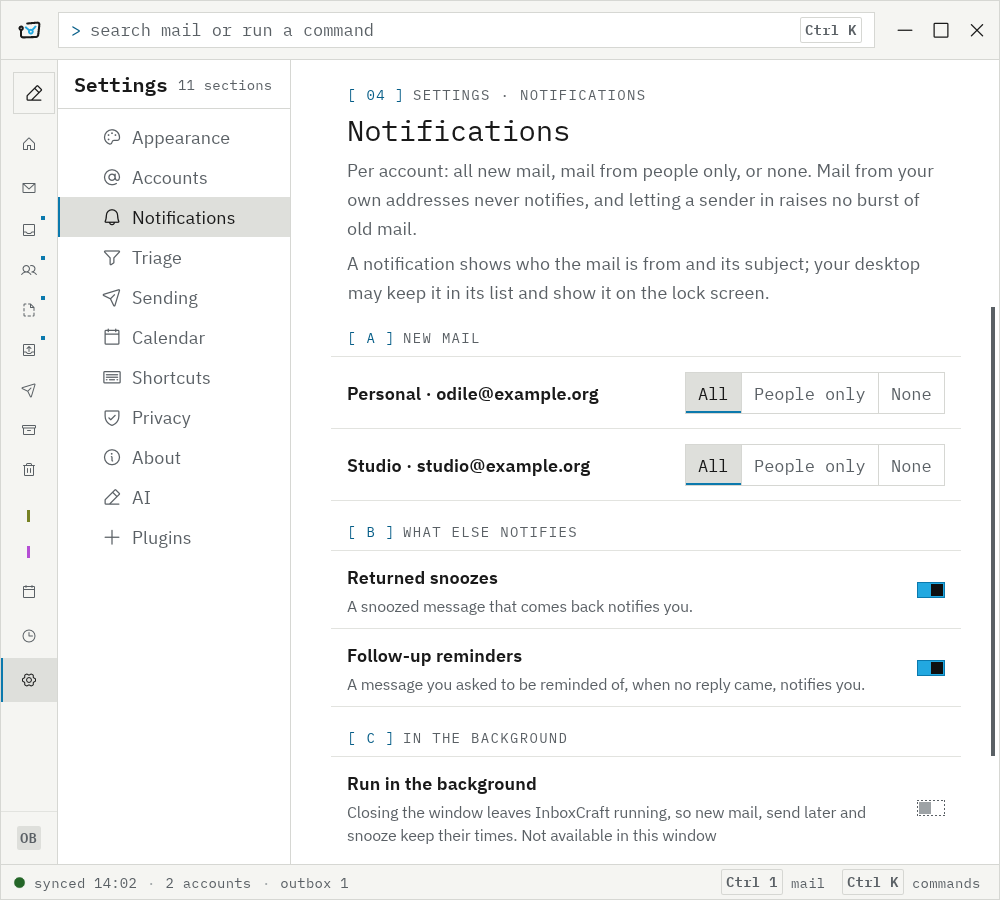 > search mail or run a command
Ctrl K
Settings 11 sections
Appearance
Accounts
Notifications
Triage
Sending
Calendar
Shortcuts
Privacy
About
AI
Plugins
OB
[ 04 ] SETTINGS · NOTIFICATIONS
Notifications
Per account: all new mail, mail from people only, or none. Mail from your
own addresses never notifies, and letting a sender in raises no burst of
old mail.
A notification shows who the mail is from and its subject; your desktop
may keep it in its list and show it on the lock screen.
[ A ] NEW MAIL
Personal · odile@example.org
All People only None
Studio · studio@example.org
All People only None
[ B ] WHAT ELSE NOTIFIES
Returned snoozes
A snoozed message that comes back notifies you.
Follow-up reminders
A message you asked to be reminded of, when no reply came, notifies you.
[ C ] IN THE BACKGROUND
Run in the background
Closing the window leaves InboxCraft running, so new mail, send later and
snooze keep their times. Not available in this window
synced 14:02 · 2 accounts · outbox 1
Ctrl 1 mail Ctrl K commands